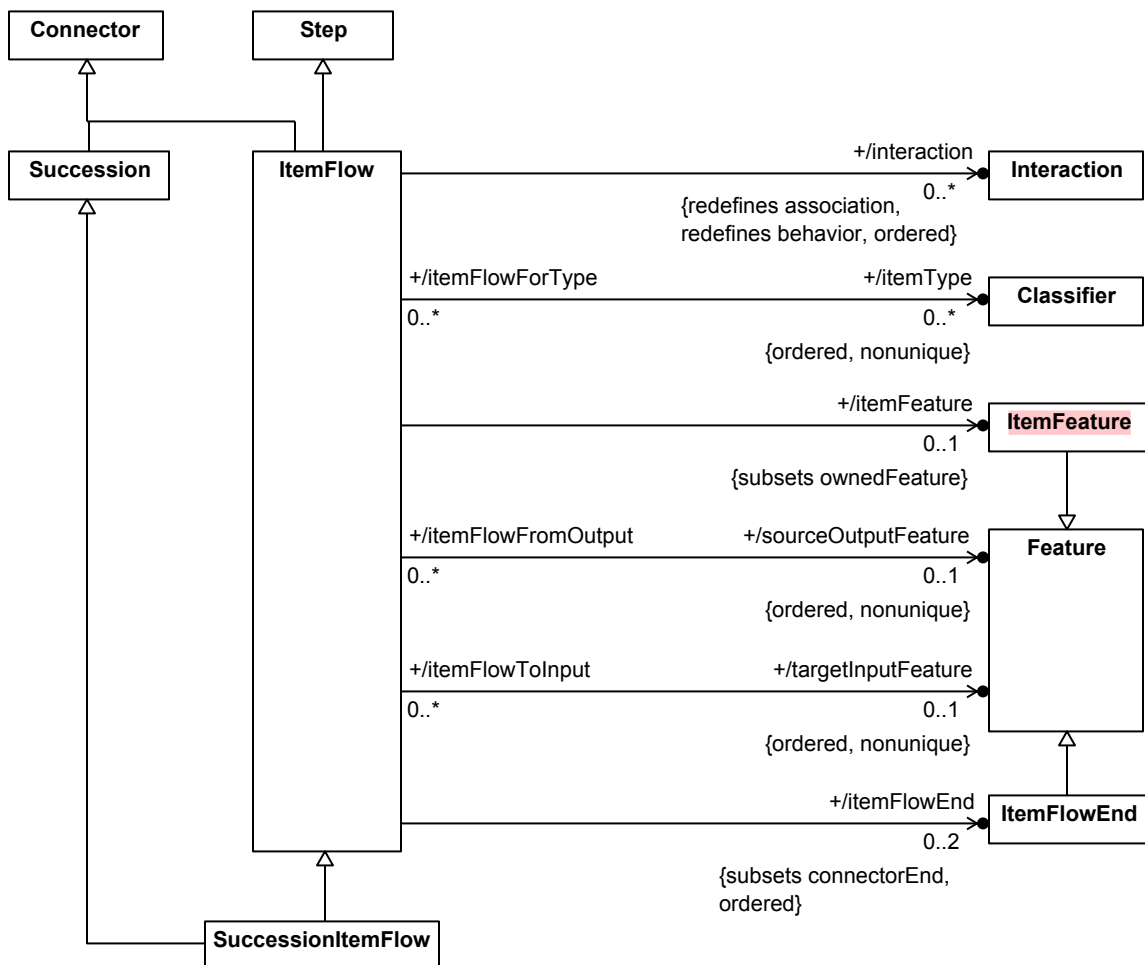 Connector
Step
Succession
ItemFlow
+/interaction
Interaction
0..*
{redefines association,
redefines behavior, ordered}
+/itemFlowForType
+/itemType
Classifier
0..*
0..*
{ordered, nonunique}
+/itemFeature
ItemFeature
0..1
{subsets ownedFeature}
+/itemFlowFromOutput
+/sourceOutputFeature
Feature
0..*
0..1
{ordered, nonunique}
+/itemFlowToInput
+/targetInputFeature
0..*
0..1
{ordered, nonunique}
+/itemFlowEnd
ItemFlowEnd
0..2
{subsets connectorEnd,
ordered}
SuccessionItemFlow